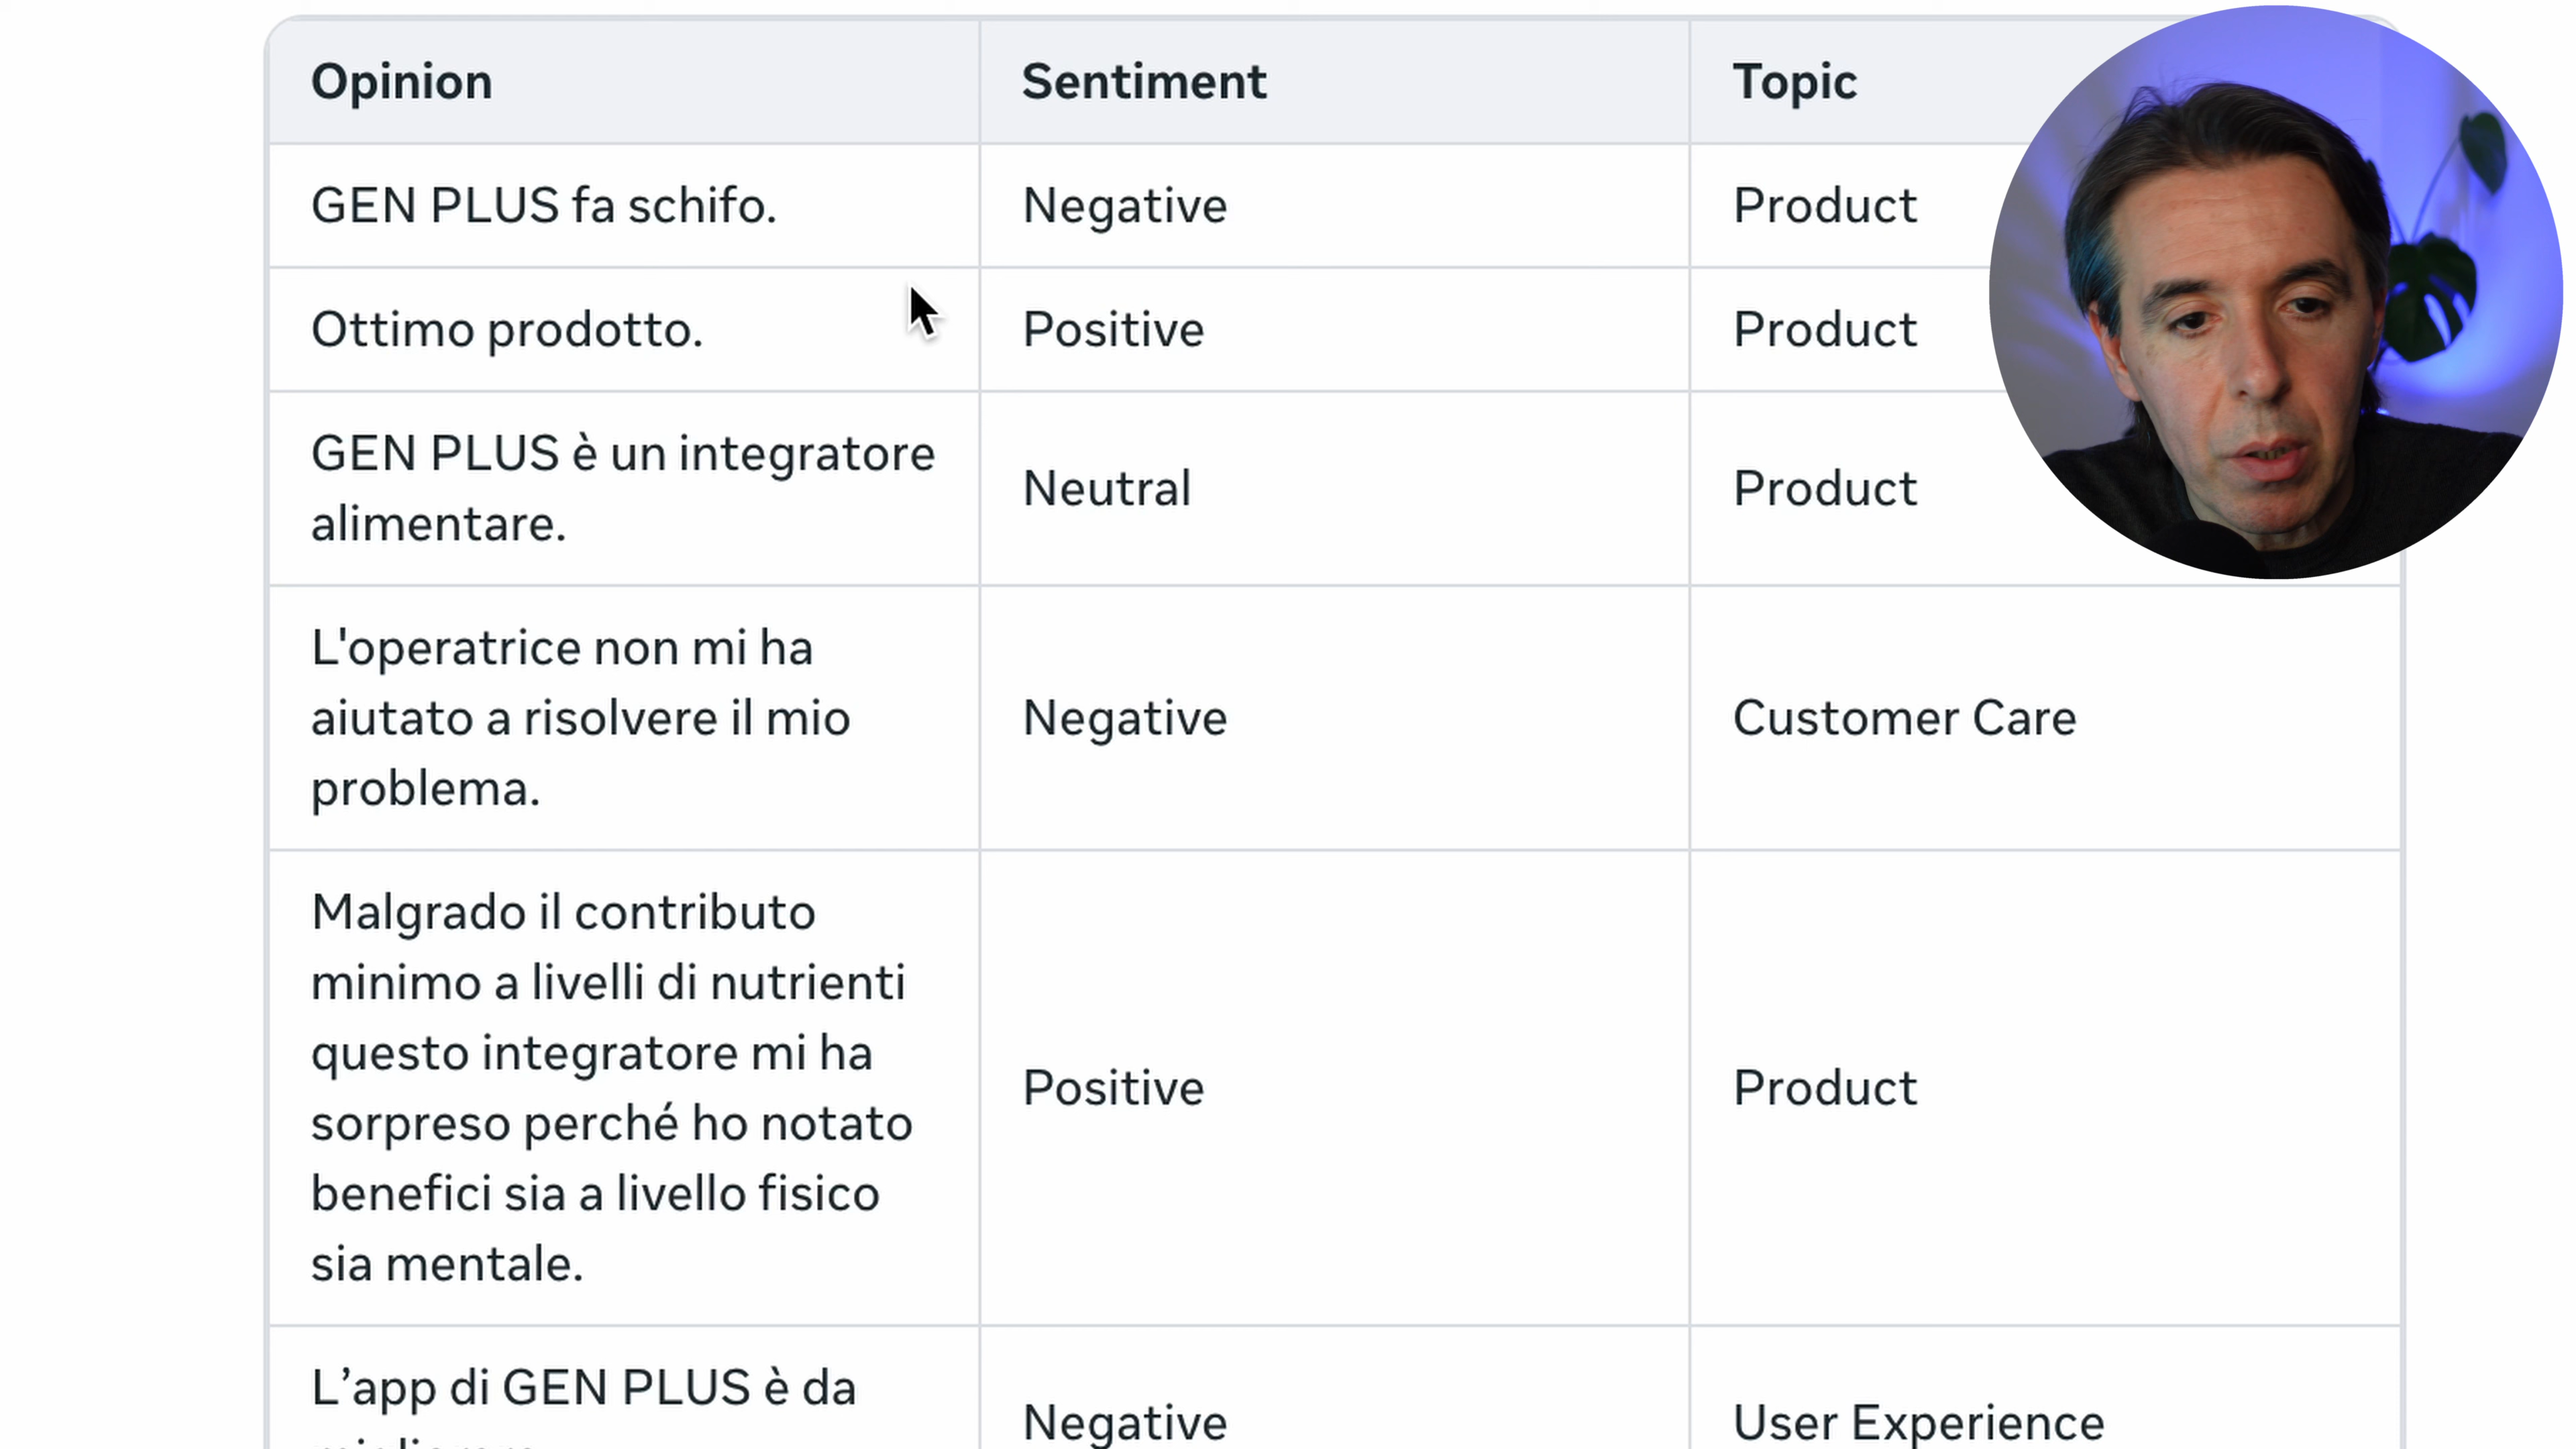 Opinion
Sentiment
Topic
GEN PLUS fa schifo.
Negative
Product
Ottimo prodotto.
Positive
Product
GEN PLUS è un integratore
alimentare.
Neutral
Product
L'operatrice non mi ha
aiutato a risolvere il mio
problema.
Negative
Customer Care
Malgrado il contributo
minimo a livelli di nutrienti
questo integratore mi ha
sorpreso perché ho notato
benefici sia a livello fisico
sia mentale.
Positive
Product
L’app di GEN PLUS è da
Negative
User Experience